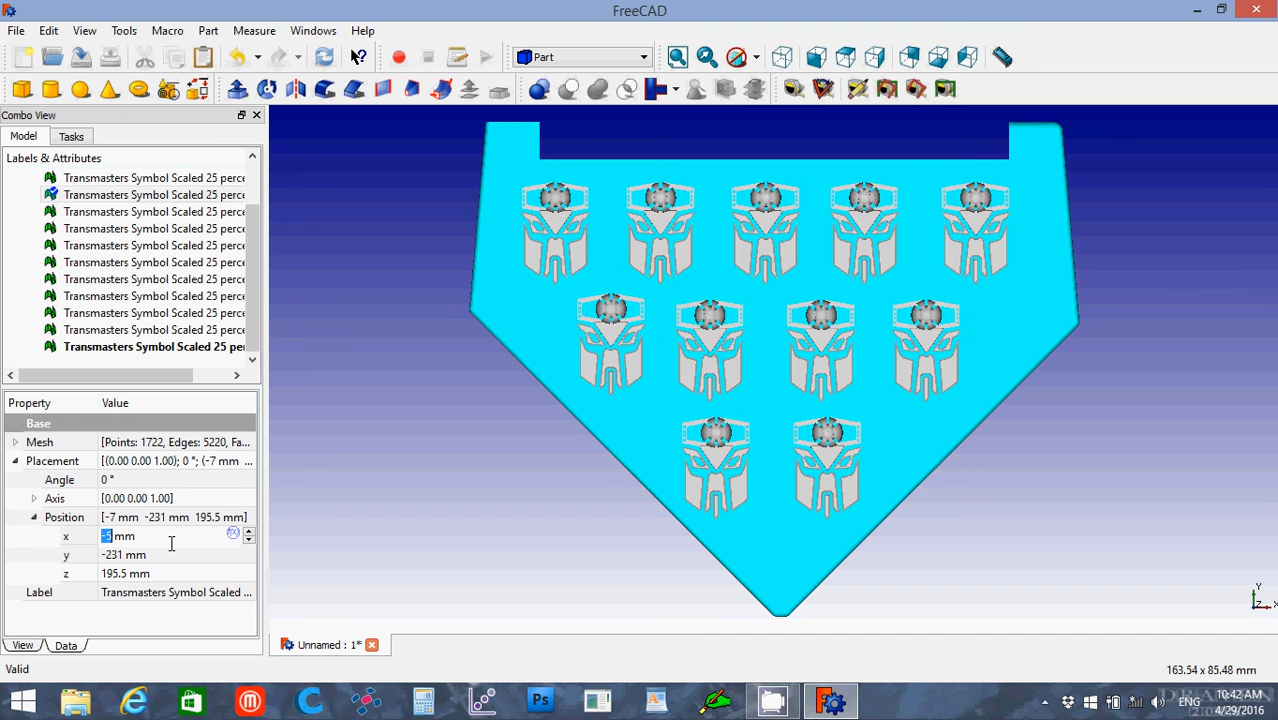 FreeCAD
File Edit View Tools Macro Part Measure Windows Help
Part
Combo View
Model Tasks
Labels & Attributes
Transmasters Symbol Scaled 25 perce
Transmasters Symbol Scaled 25 perce
Transmasters Symbol Scaled 25 perce
Transmasters Symbol Scaled 25 perce
Transmasters Symbol Scaled 25 perce
Transmasters Symbol Scaled 25 perce
Transmasters Symbol Scaled 25 perce
Transmasters Symbol Scaled 25 perce
Transmasters Symbol Scaled 25 perce
Transmasters Symbol Scaled 25 perce
Transmasters Symbol Scaled 25 per
Property Value
Base
Mesh [Points: 1722, Edges: 5220, Fa...
Placement [(0.00 0.00 1.00); 0 °; (-7 mm ...
Angle 0 °
Axis [0.00 0.00 1.00]
Position [-7 mm -231 mm 195.5 mm]
x -5 mm
y -231 mm
z 195.5 mm
Label Transmasters Symbol Scaled ...
View Data
Unnamed : 1*
Y
Z X
Valid
163.54 x 85.48 mm
Ps
ENG
10:42 AM
4/29/2016